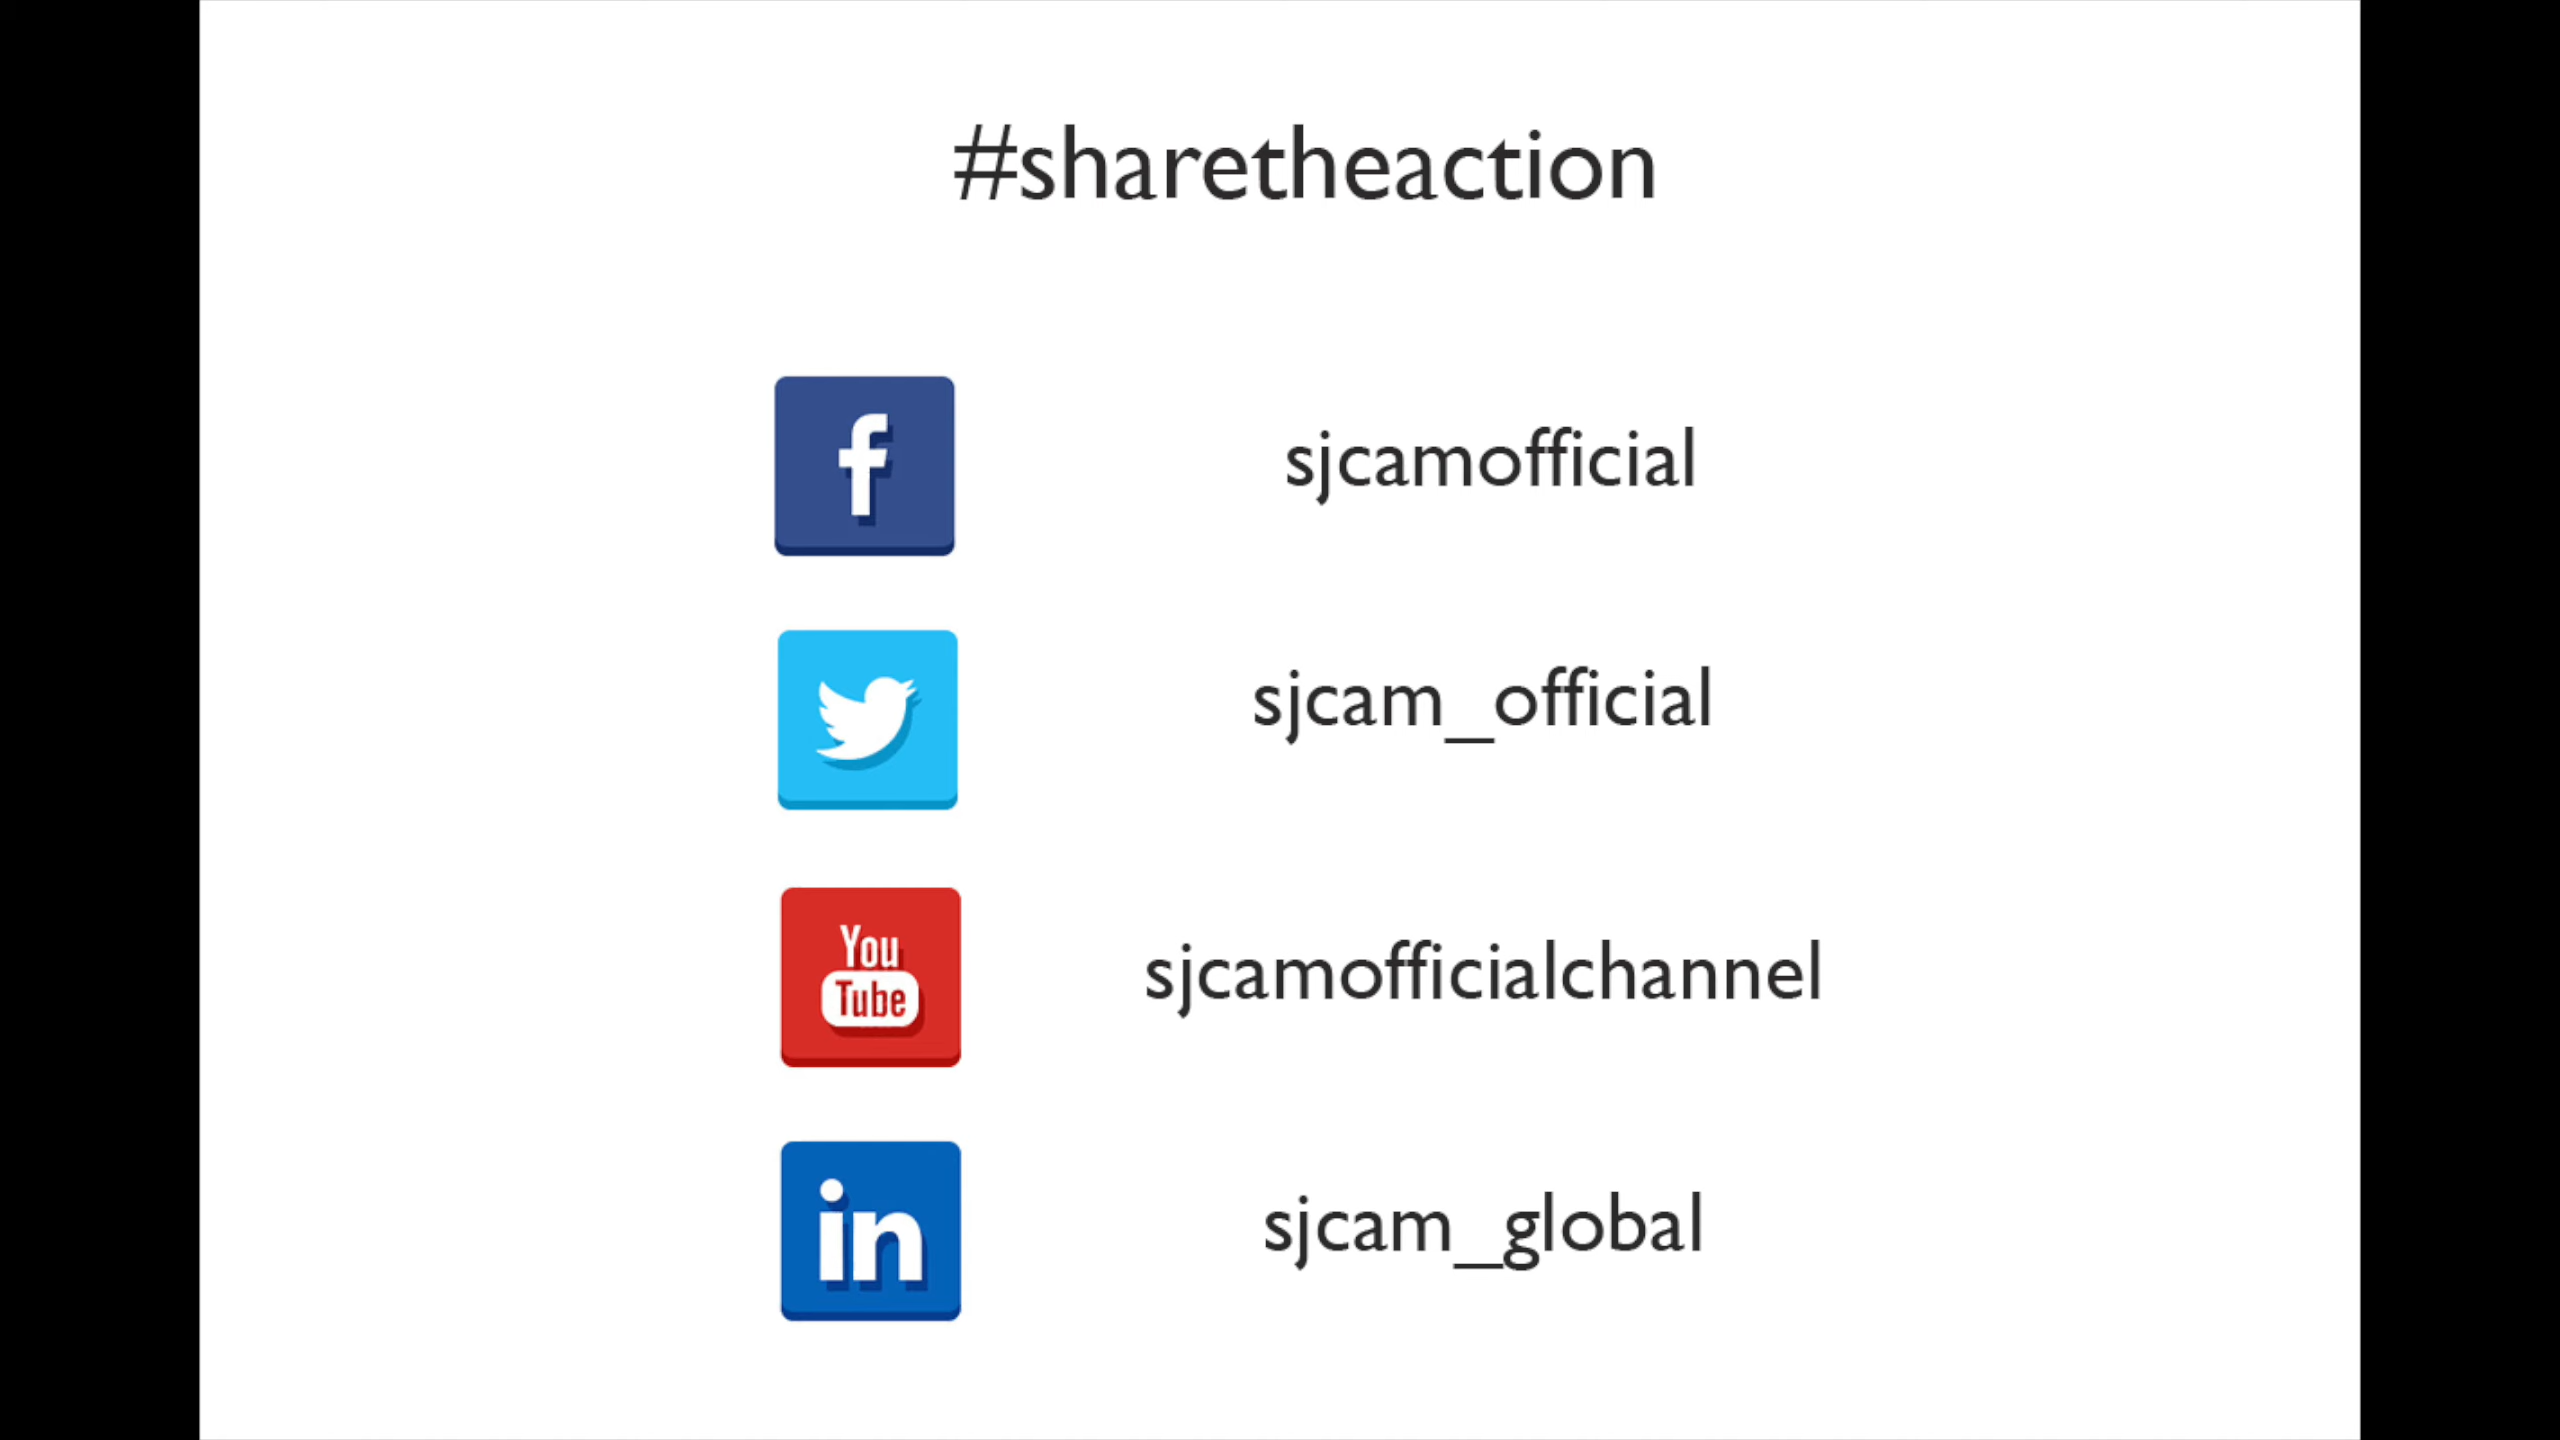 #sharetheaction
f
sjcamofficial
sjcam_official
You
Tube
sjcamofficialchannel
in
sjcam_global